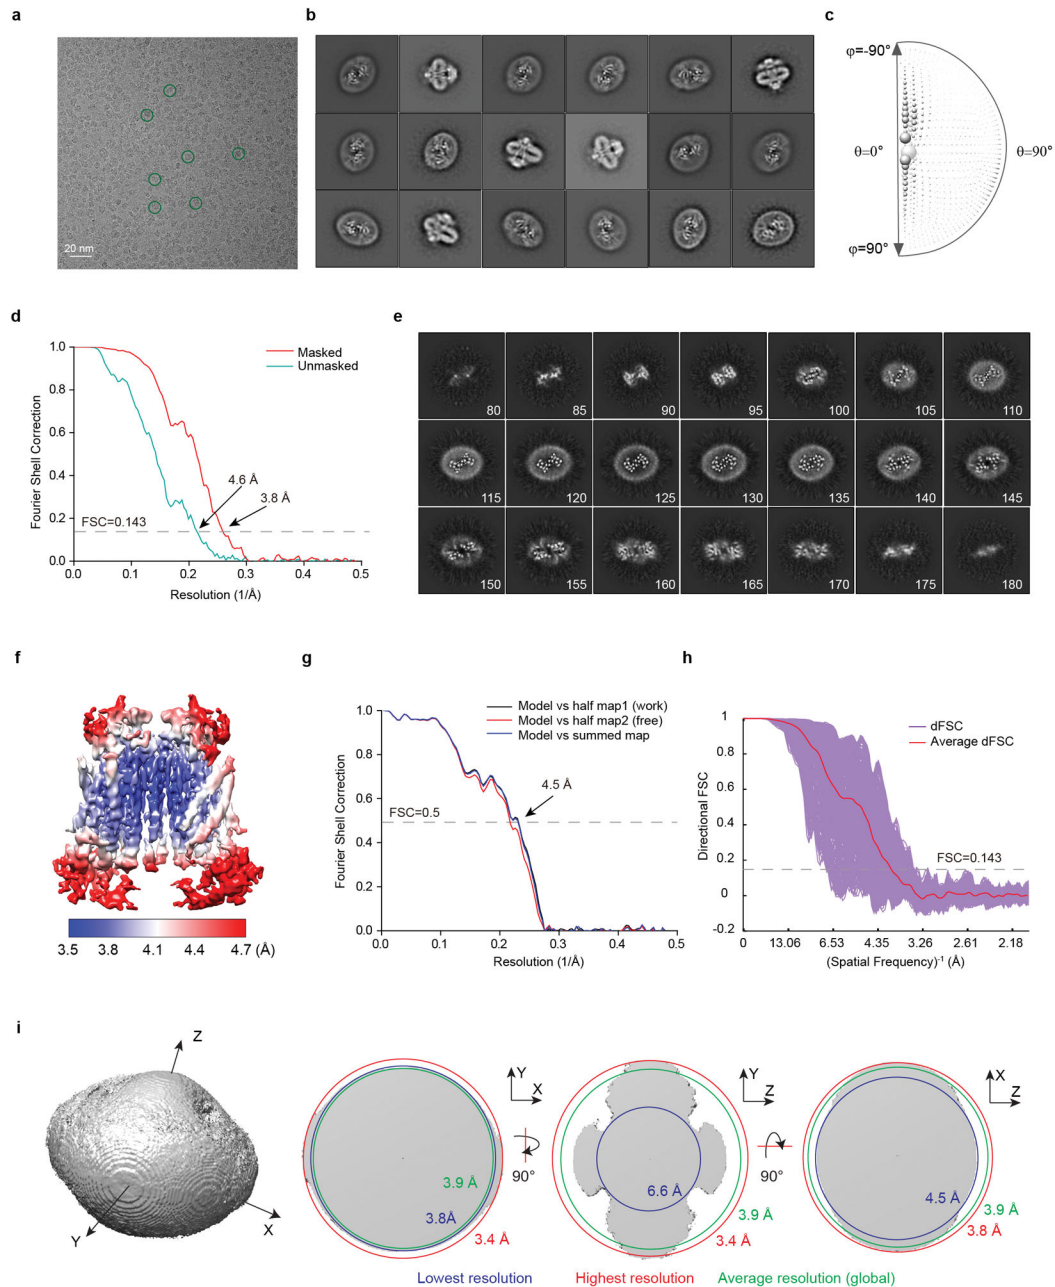 a
20 nm
b
c
φ=-90°
θ=0°
θ=90°
φ=90°
d
Fourier Shell Correction
1.0
0.8
0.6
0.4
0.2
0.0
Masked
Unmasked
4.6 Å
3.8 Å
FSC=0.143
0.0 0.1 0.2 0.3 0.4 0.5
Resolution (1/Å)
e
80 85 90 95 100 105 110
115 120 125 130 135 140 145
150 155 160 165 170 175 180
f
3.5 3.8 4.1 4.4 4.7 (Å)
g
Fourier Shell Correction
1.0
0.8
0.6
0.4
0.2
0.0
Model vs half map1 (work)
Model vs half map2 (free)
Model vs summed map
4.5 Å
FSC=0.5
0.0 0.1 0.2 0.3 0.4 0.5
Resolution (1/Å)
h
Directional FSC
1
0.8
0.6
0.4
0.2
0
-0.2
dFSC
Average dFSC
FSC=0.143
0 13.06 6.53 4.35 3.26 2.61 2.18
(Spatial Frequency)⁻¹ (Å)
i
Z
Y
X
Y
X
90°
3.9 Å
3.8Å
3.4 Å
Y
Z
90°
6.6 Å
3.9 Å
3.4 Å
X
Z
4.5 Å
3.9 Å
3.8 Å
Lowest resolution Highest resolution Average resolution (global)